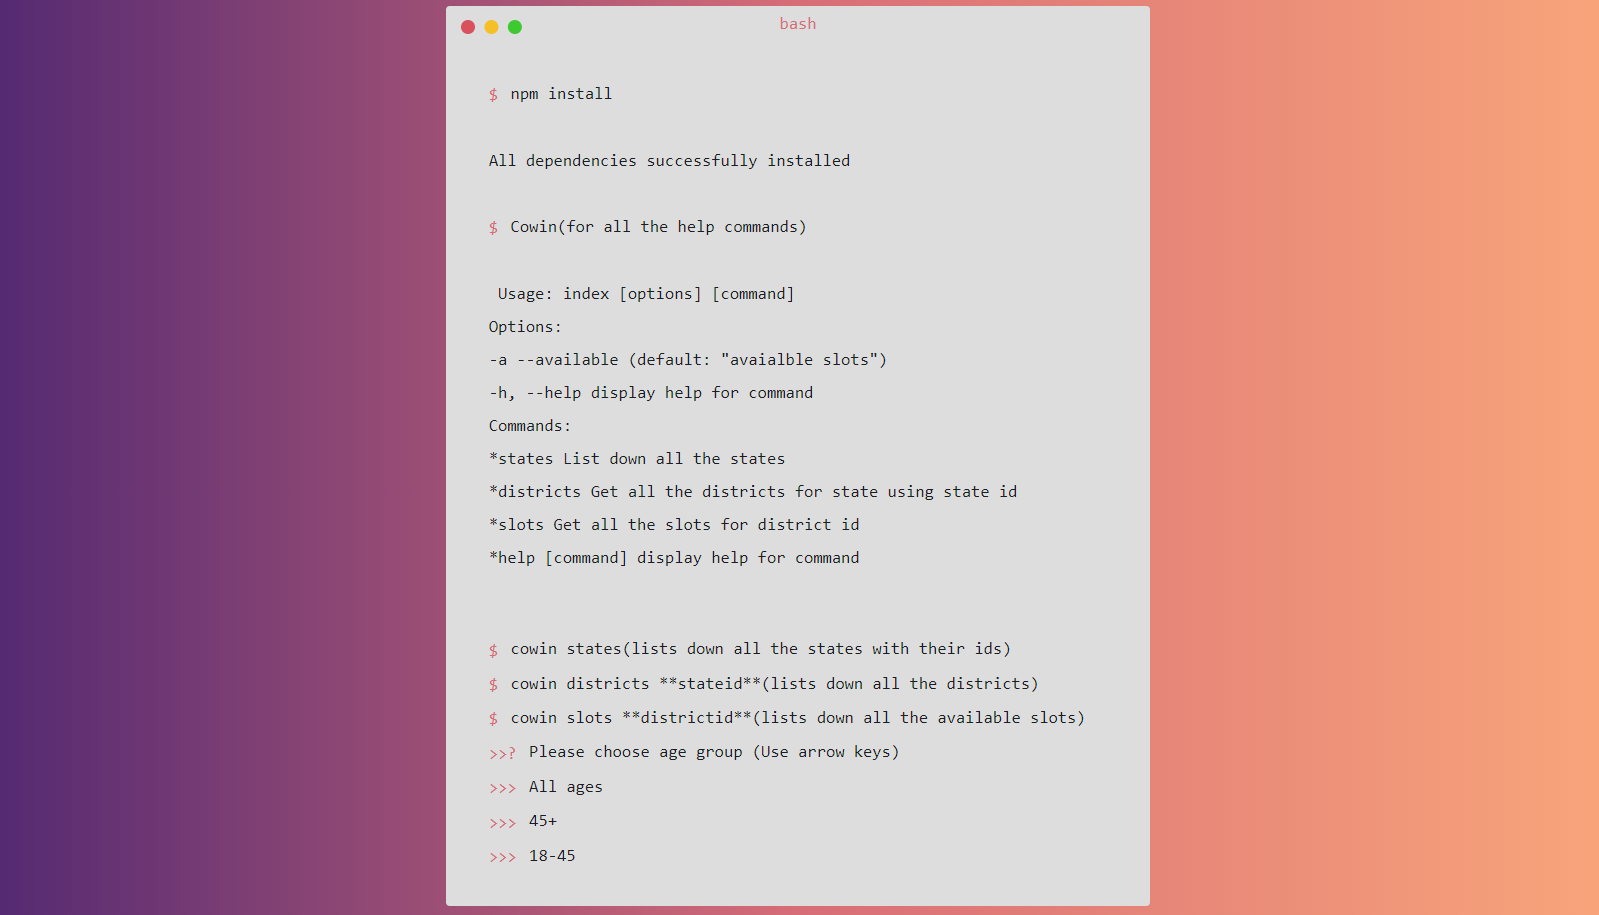 bash
$ npm install
All dependencies successfully installed
$ Cowin(for all the help commands)
Usage: index [options] [command]
Options:
-a --available (default: "avaialble slots")
-h, --help display help for command
Commands:
*states List down all the states
*districts Get all the districts for state using state id
*slots Get all the slots for district id
*help [command] display help for command
$ cowin states(lists down all the states with their ids)
$ cowin districts **stateid**(lists down all the districts)
$ cowin slots **districtid**(lists down all the available slots)
>>? Please choose age group (Use arrow keys)
>>> All ages
>>> 45+
>>> 18-45